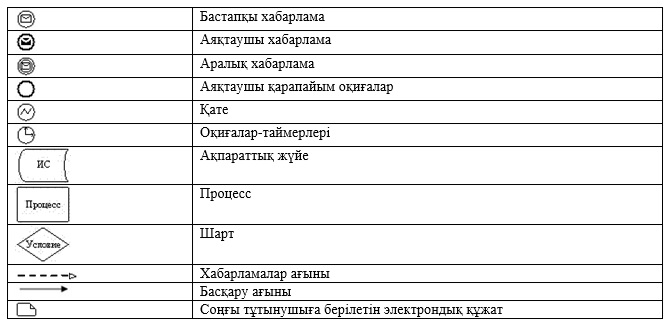 Бастапқы хабарлама
Аяқтаушы хабарлама
Аралық хабарлама
Аяқтаушы қарапайым оқиғалар
Қате
Оқиғалар-таймерлері
ИС
Ақпараттық жүйе
Процесс
Процесс
Условие
Шарт
Хабарламалар ағыны
Басқару ағыны
Соңғы тұтынушыға берілетін электрондық құжат